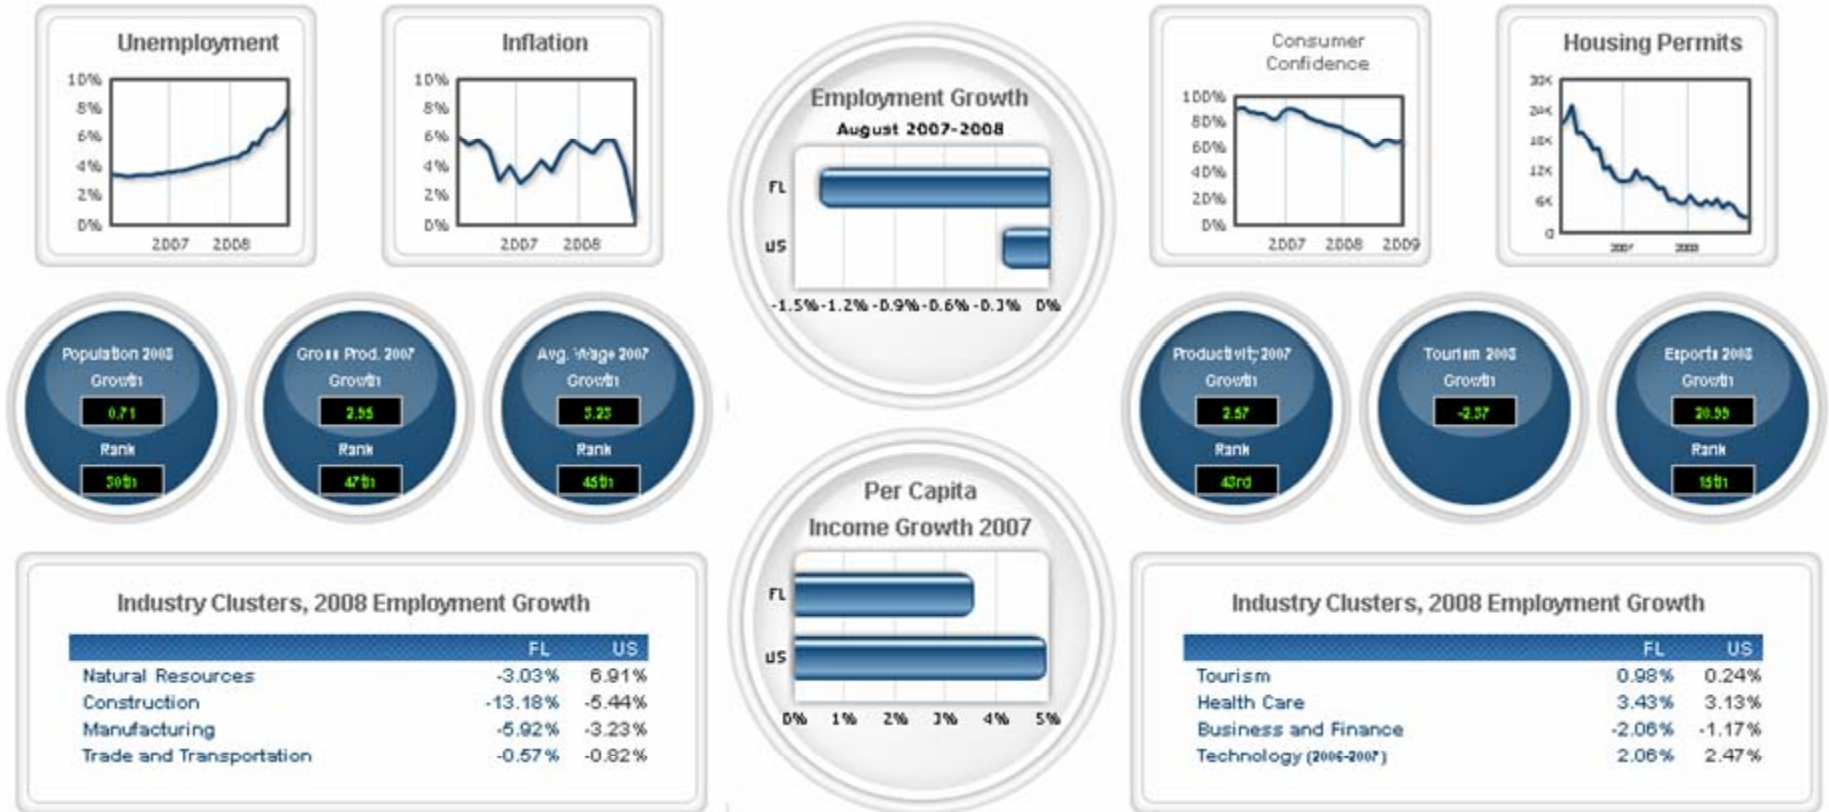 Unemployment
10%
8%
6%
4%
2%
0%
2007 2008
Inflation
10%
8%
6%
4%
2%
0%
2007 2008
Employment Growth
August 2007-2008
FL
US
-1.5% -1.2% -0.9% -0.6% -0.3% 0%
Consumer
Confidence
100%
80%
60%
40%
20%
0%
2007 2008 2009
Housing Permits
30K
24K
18K
12K
6K
0
2007 2008
Population 2008
Growth
0.71
Rank
30th
Gross Prod. 2007
Growth
2.95
Rank
47th
Avg. Wage 2007
Growth
3.23
Rank
45th
Productivity 2007
Growth
2.57
Rank
43rd
Tourism 2008
Growth
-2.37
Exports 2008
Growth
20.99
Rank
15th
Per Capita
Income Growth 2007
FL
US
0% 1% 2% 3% 4% 5%
Industry Clusters, 2008 Employment Growth
FL US
Natural Resources -3.03% 6.91%
Construction -13.18% -5.44%
Manufacturing -5.92% -3.23%
Trade and Transportation -0.57% -0.82%
Industry Clusters, 2008 Employment Growth
FL US
Tourism 0.98% 0.24%
Health Care 3.43% 3.13%
Business and Finance -2.06% -1.17%
Technology (2006-2007) 2.06% 2.47%